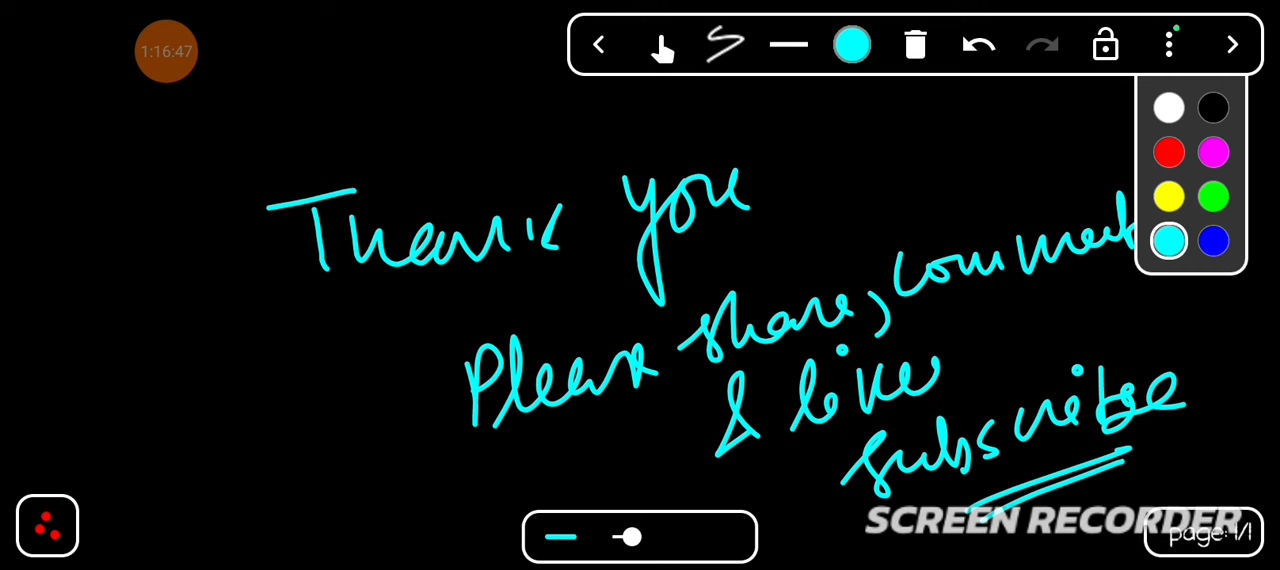 1:16:47
Thank you
Please share, comment
& like
subscribe
SCREEN RECORDER
page:1/1